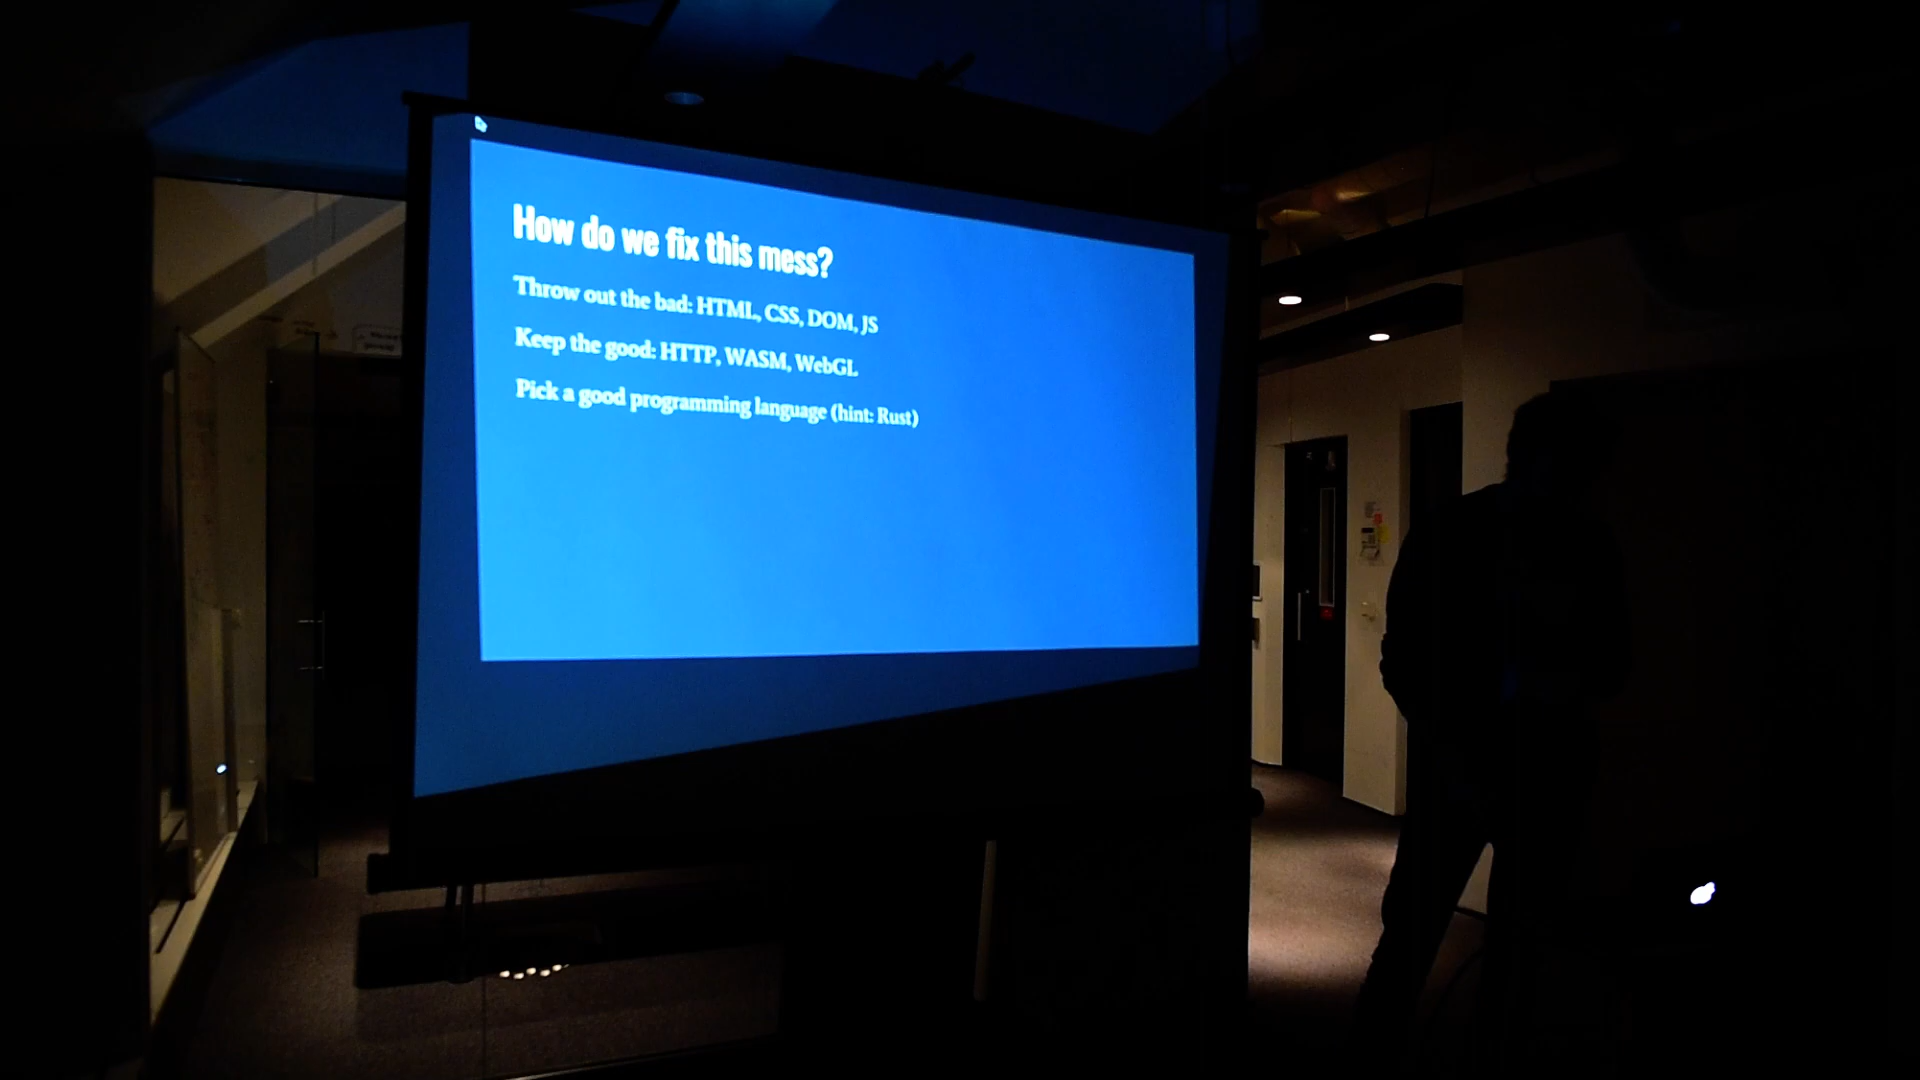 How do we fix this mess?
Throw out the bad: HTML, CSS, DOM, JS
Keep the good: HTTP, WASM, WebGL
Pick a good programming language (hint: Rust)